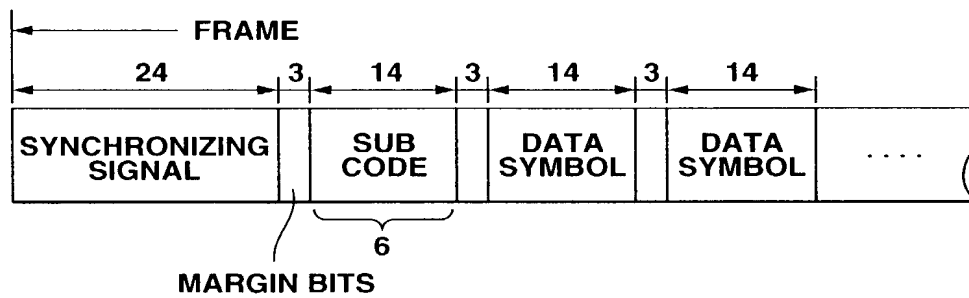 FRAME
24 3 14 3 14 3 14
SYNCHRONIZING SIGNAL
SUB CODE
DATA SYMBOL
DATA SYMBOL
....
6
MARGIN BITS